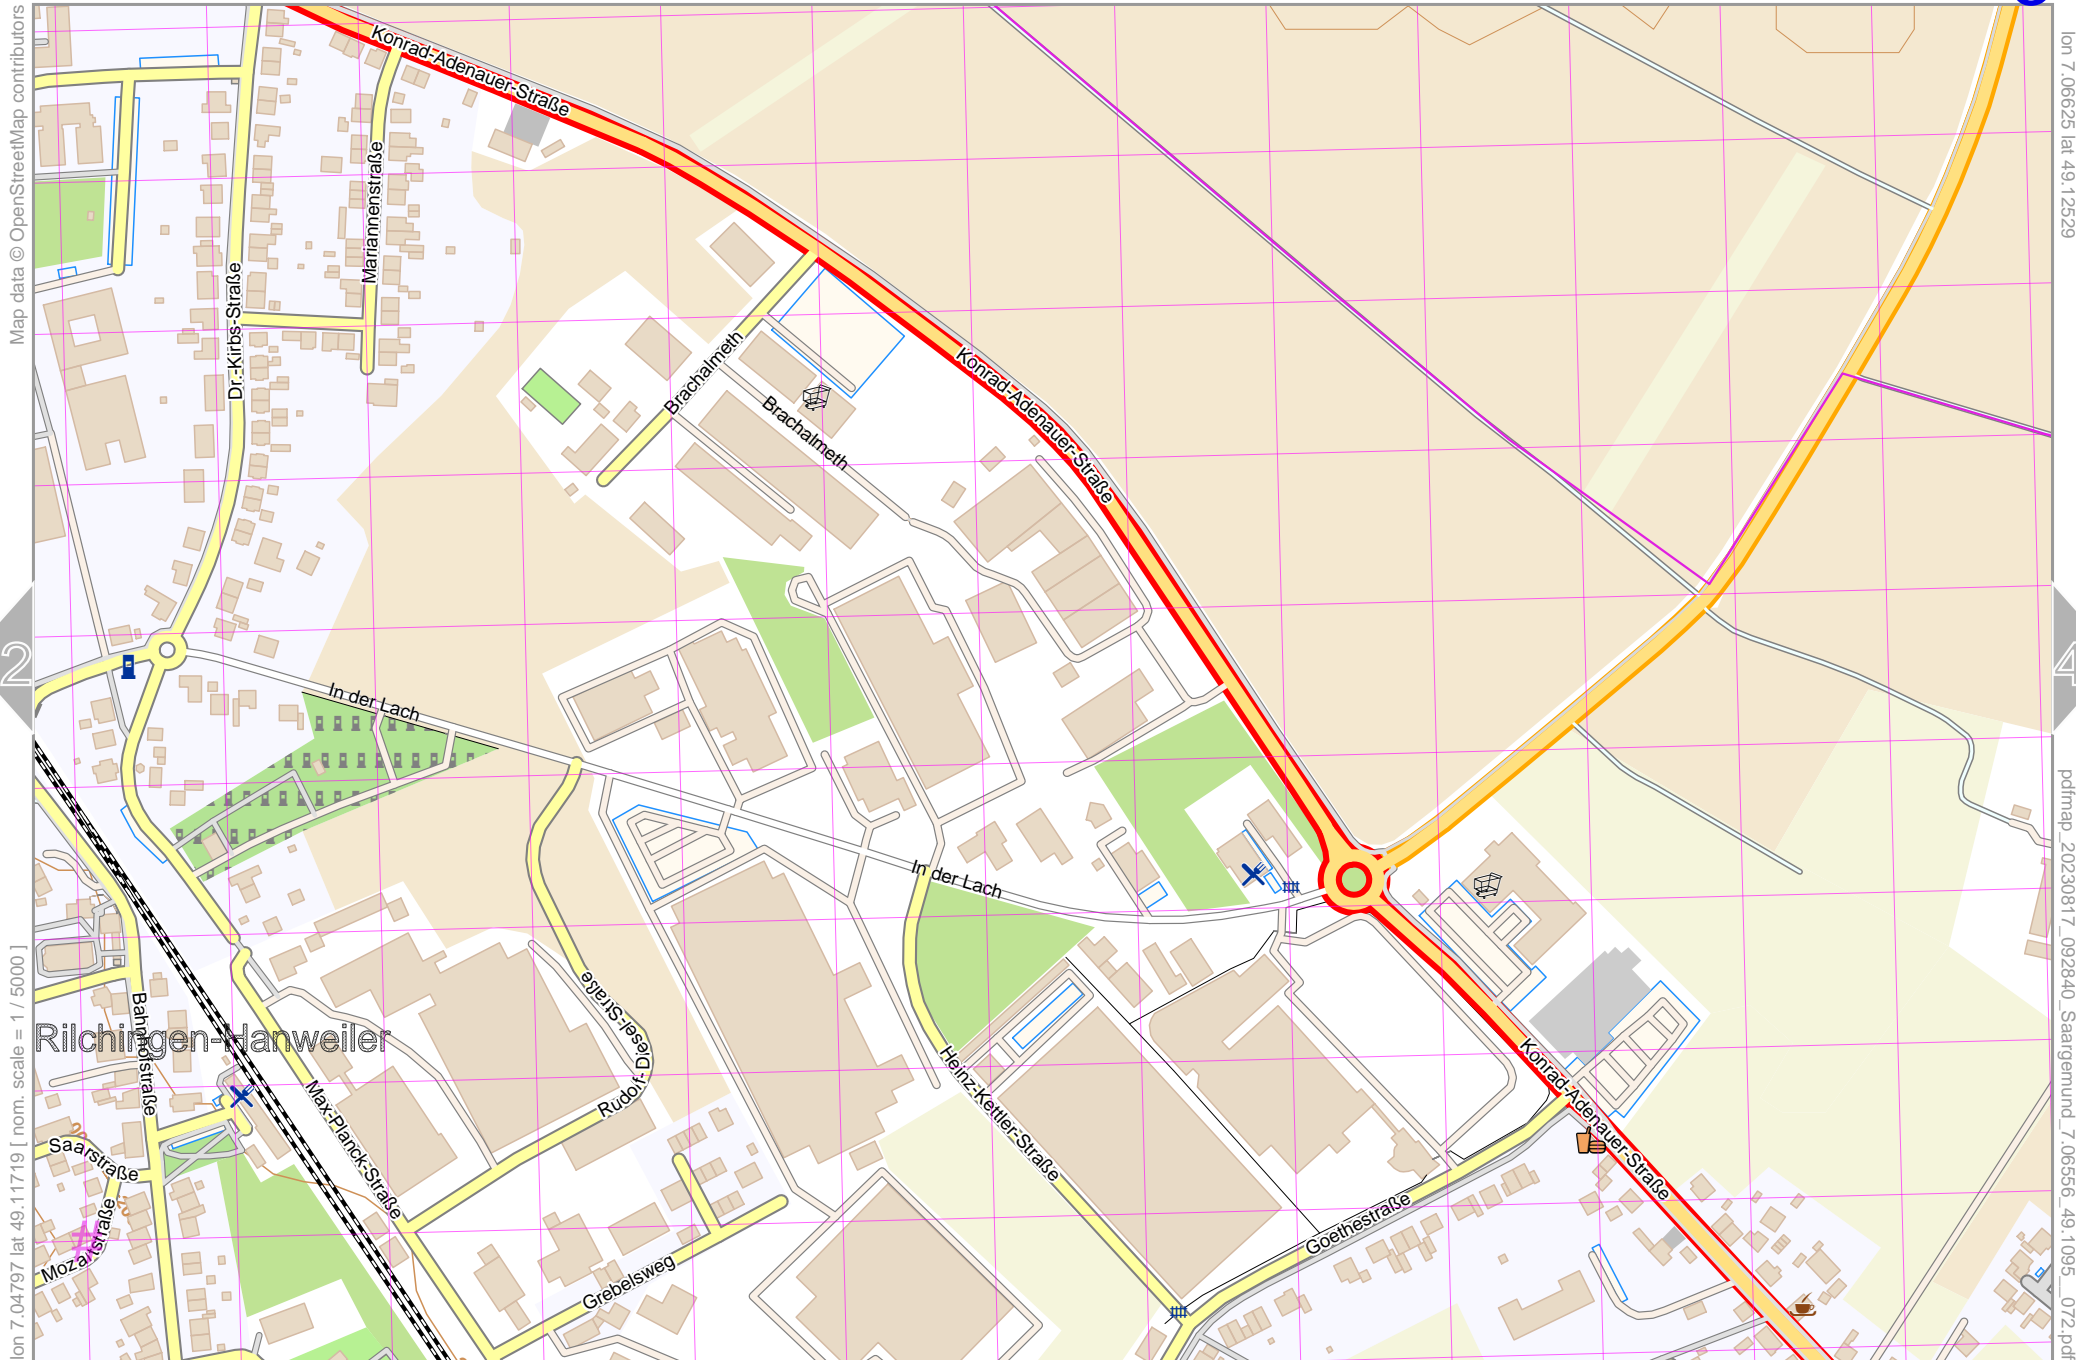 Map data © OpenStreetMap contributors
lon 7.06625 lat 49.12529
Konrad-Adenauer-Straße
Mariannenstraße
Dr.-Kirbs-Straße
Brachalmeth
Brachalmeth
Konrad-Adenauer-Straße
2
4
In der Lach
In der Lach
Rudolf-Diesel-Straße
Bahnhofstraße
Rilchingen-Hanweiler
Max-Planck-Straße
Heinz-Kettler-Straße
Konrad-Adenauer-Straße
Saarstraße
Mozartstraße
Goethestraße
Grebelsweg
lon 7.04797 lat 49.11719 [ nom. scale = 1 / 5000 ]
pdfmap_20230817_092840_Saargemund_7.06556_49.1095__072.pdf